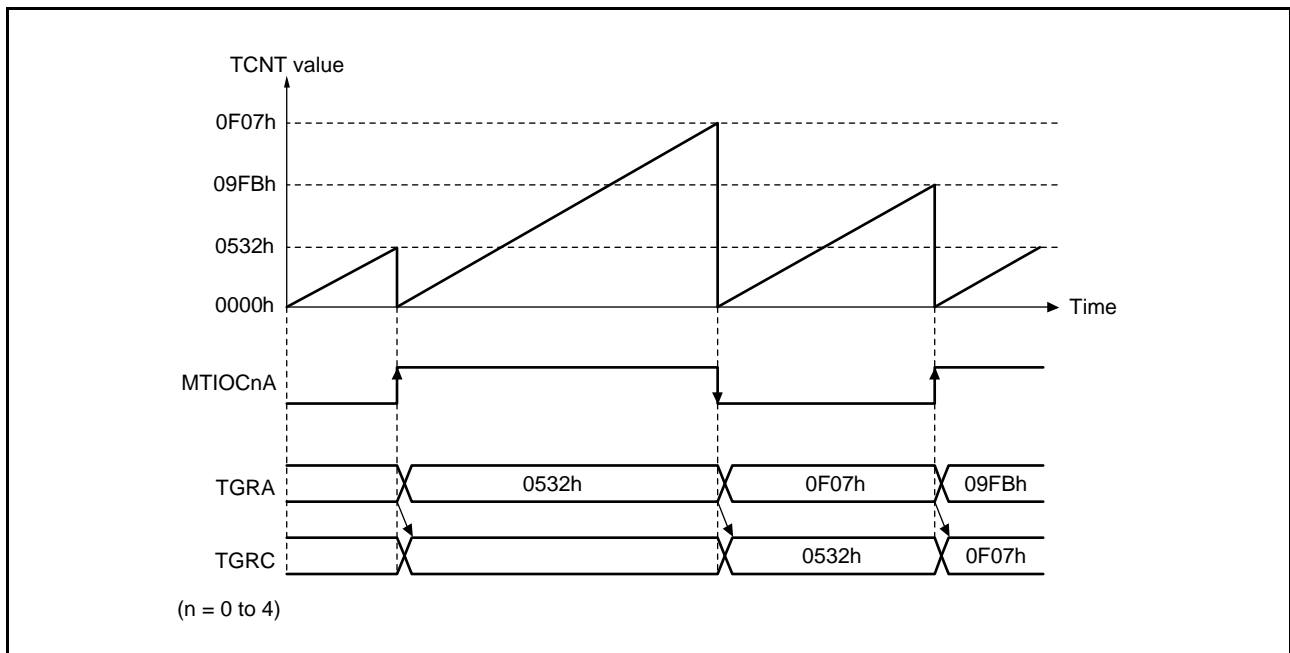 TCNT value
0F07h
09FBh
0532h
0000h
Time
MTIOCnA
TGRA
0532h
0F07h
09FBh
TGRC
0532h
0F07h
(n = 0 to 4)